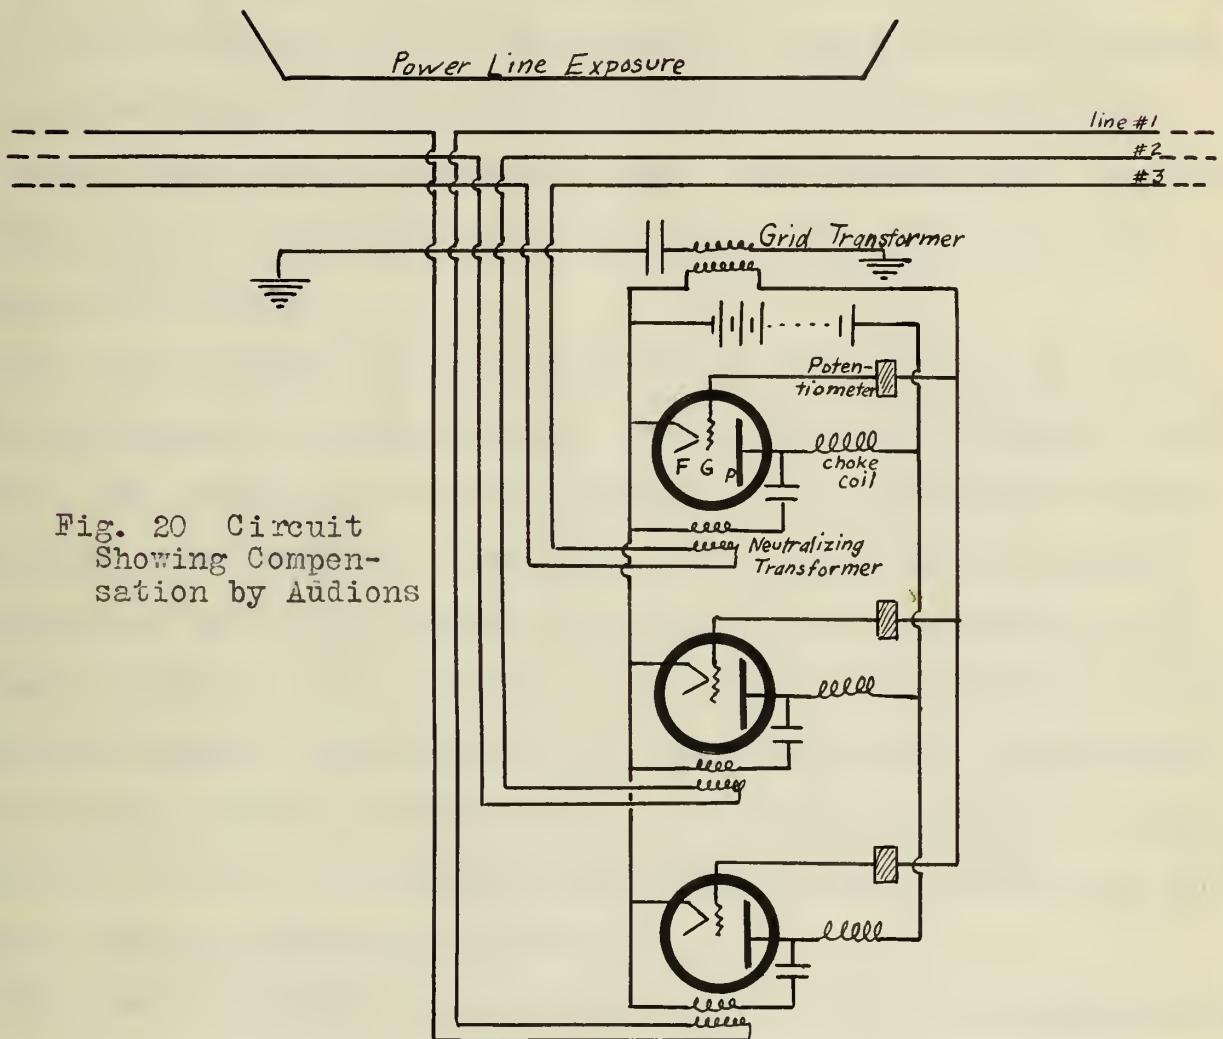 Power Line Exposure
line #1
#2
#3
Grid Transformer
Poten-
tiometer
F G P
choke
coil
Neutralizing
Transformer
Fig. 20 Circuit
Showing Compen-
sation by Audions